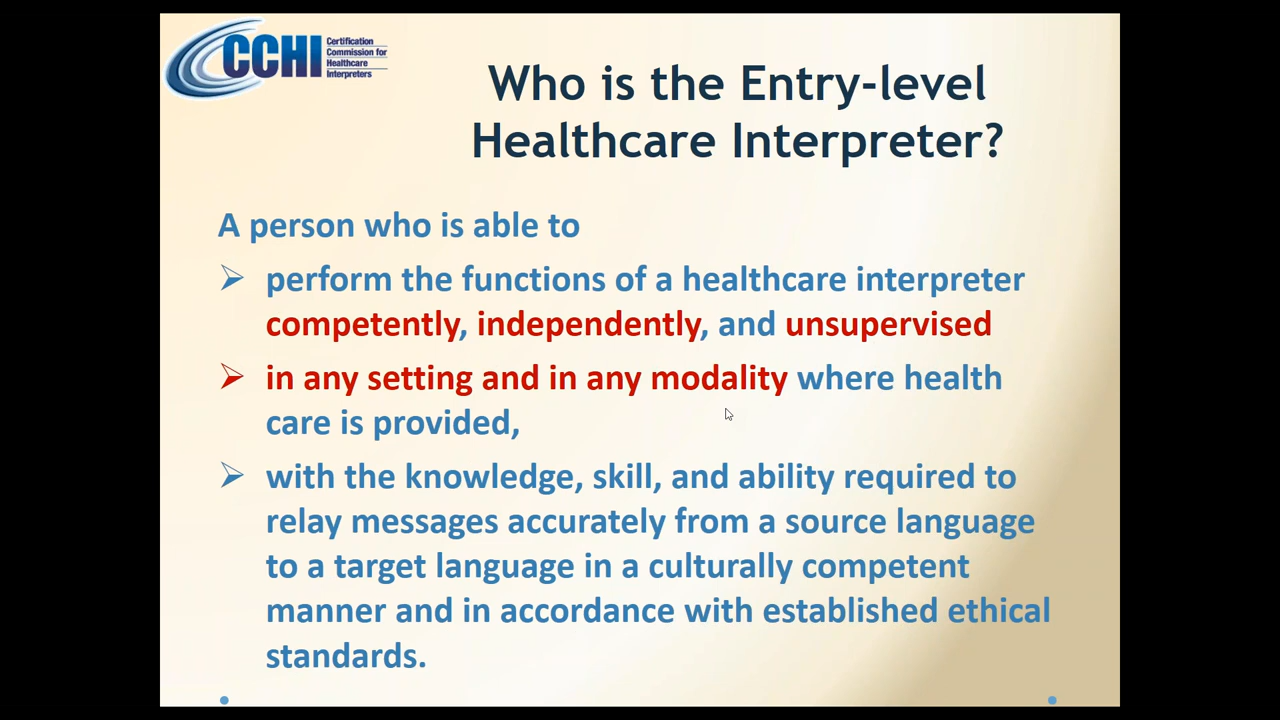 CCHI
Certification
Commission for
Healthcare
Interpreters
Who is the Entry-level
Healthcare Interpreter?
A person who is able to
perform the functions of a healthcare interpreter
competently, independently, and unsupervised
in any setting and in any modality where health
care is provided,
with the knowledge, skill, and ability required to
relay messages accurately from a source language
to a target language in a culturally competent
manner and in accordance with established ethical
standards.